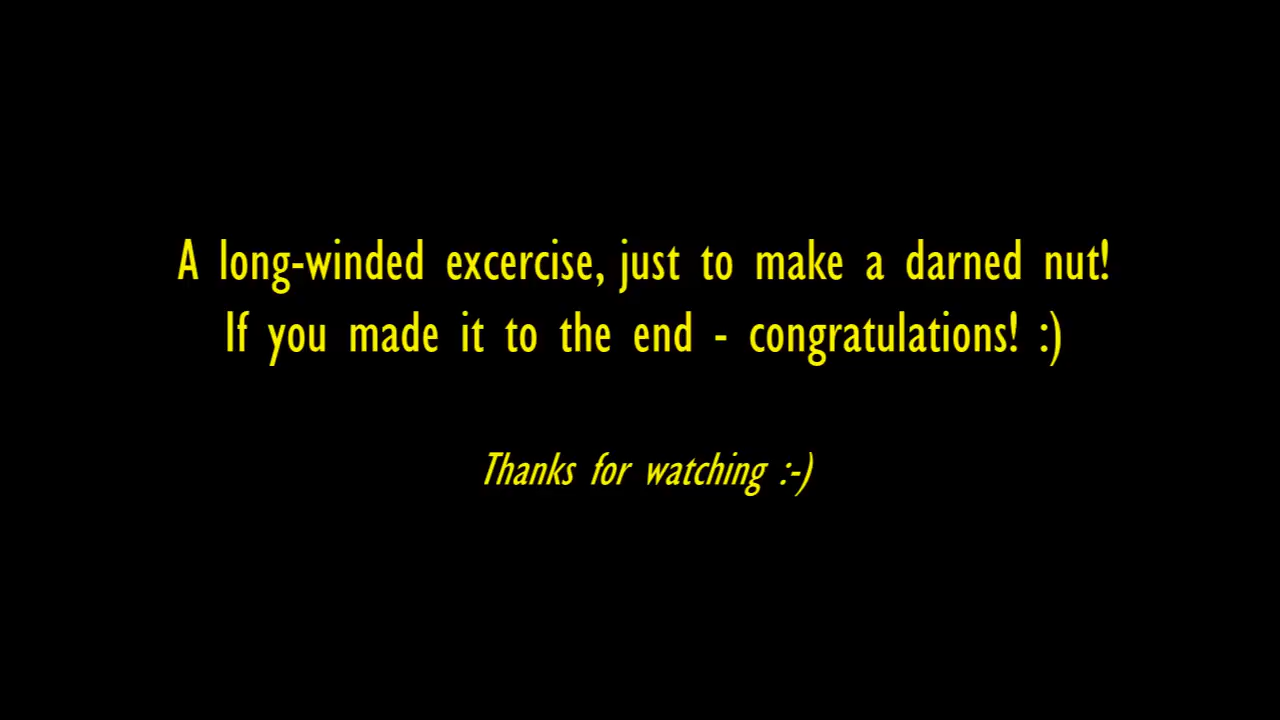 A long-winded excercise, just to make a darned nut!
If you made it to the end - congratulations! :)
Thanks for watching :-)